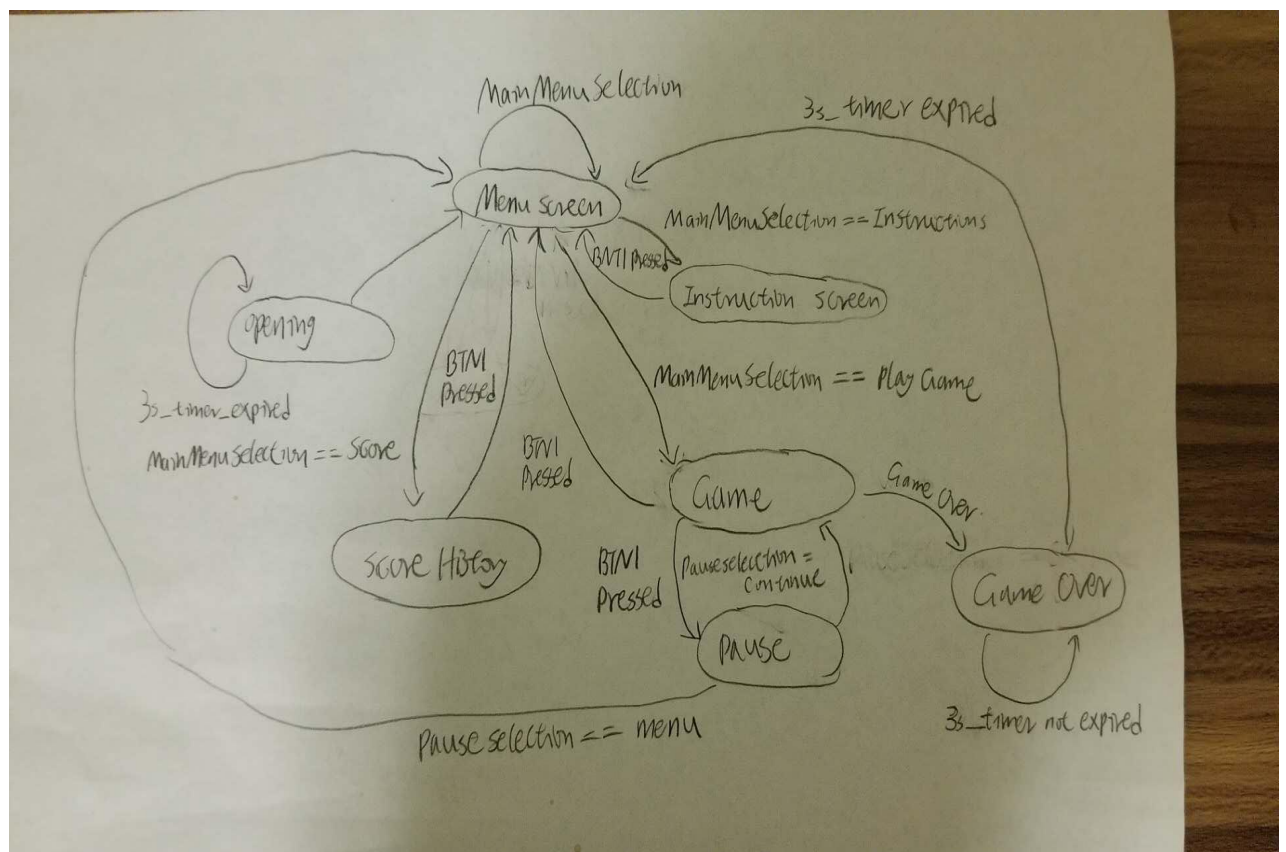 MainMenuSelection
3s_timer expired
Menu screen
MainMenuSelection == Instructions
BNT1 pressed
Instruction screen
opening
BTN1
pressed
MainMenuSelection == Play Game
3s_timer_expired
MainMenuSelection == Score
BTN1
pressed
Game
Game Over
Score History
BTN1
Pressed
Pauseselection =
Continue
Game Over
Pause
3s_timer not expired
Pause selection == menu